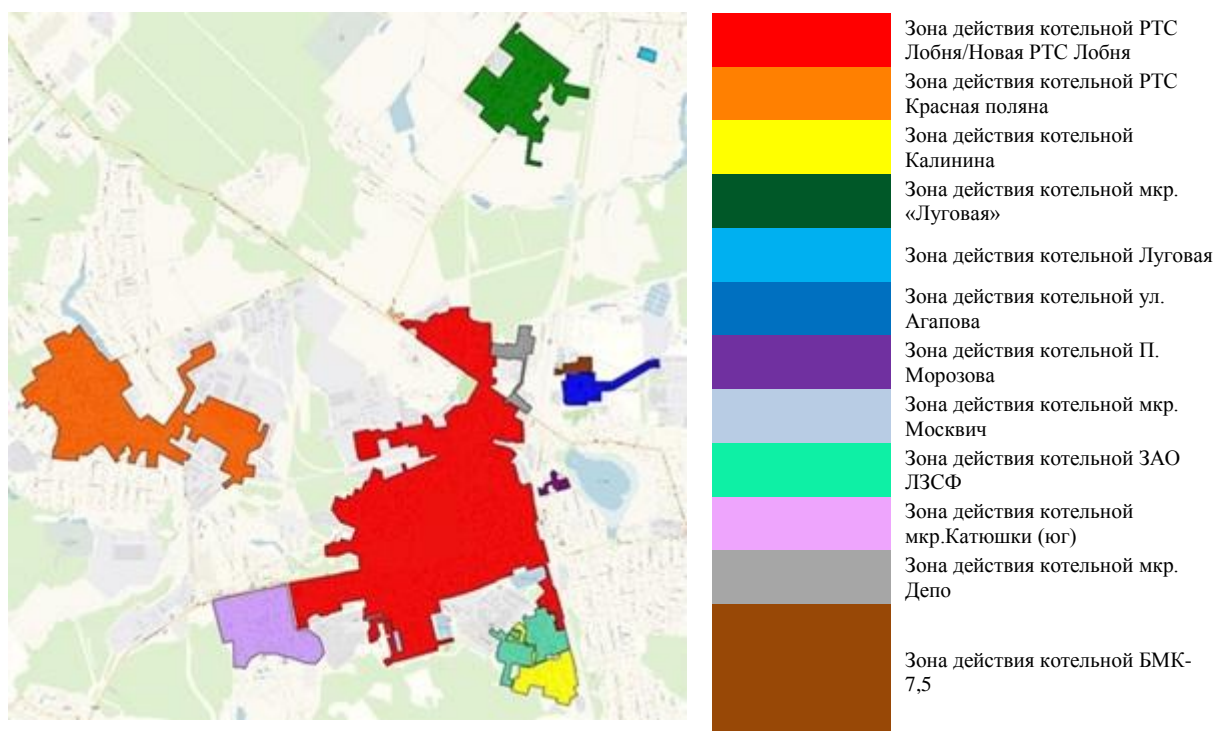 Зона действия котельной РТС
Лобня/Новая РТС Лобня
Зона действия котельной РТС
Красная поляна
Зона действия котельной
Калинина
Зона действия котельной мкр.
«Луговая»
Зона действия котельной Луговая
Зона действия котельной ул.
Агапова
Зона действия котельной П.
Морозова
Зона действия котельной мкр.
Москвич
Зона действия котельной ЗАО
ЛЗСФ
Зона действия котельной
мкр.Катюшки (юг)
Зона действия котельной мкр.
Депо
Зона действия котельной БМК-
7,5